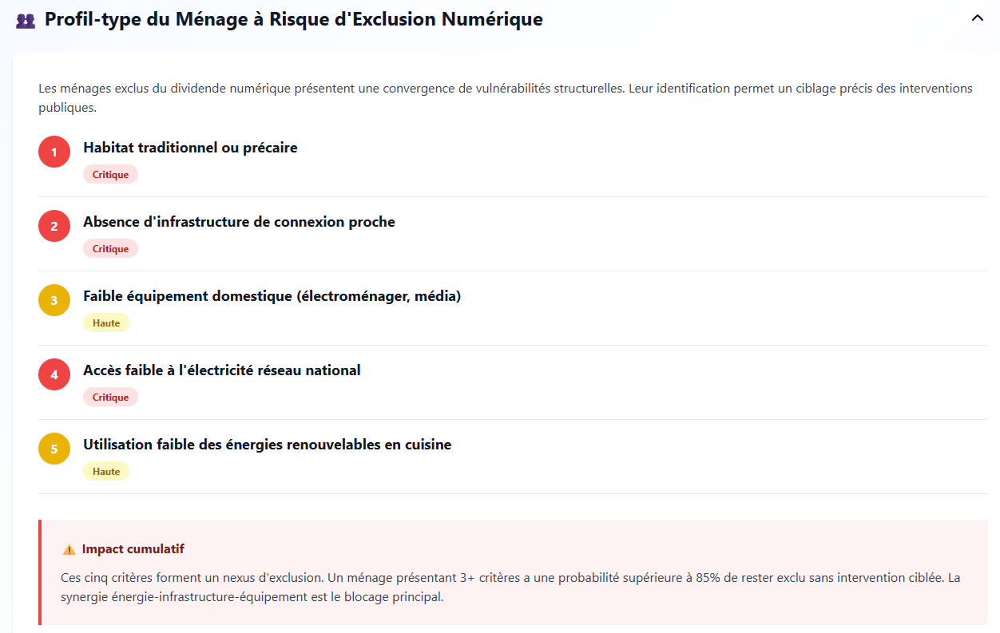 Profil-type du Ménage à Risque d'Exclusion Numérique
Les ménages exclus du dividende numérique présentent une convergence de vulnérabilités structurelles. Leur identification permet un ciblage précis des interventions
publiques.
1
Habitat traditionnel ou précaire
Critique
2
Absence d'infrastructure de connexion proche
Critique
3
Faible équipement domestique (électroménager, média)
Haute
4
Accès faible à l'électricité réseau national
Critique
5
Utilisation faible des énergies renouvelables en cuisine
Haute
Impact cumulatif
Ces cinq critères forment un nexus d'exclusion. Un ménage présentant 3+ critères a une probabilité supérieure à 85% de rester exclu sans intervention ciblée. La
synergie énergie-infrastructure-équipement est le blocage principal.